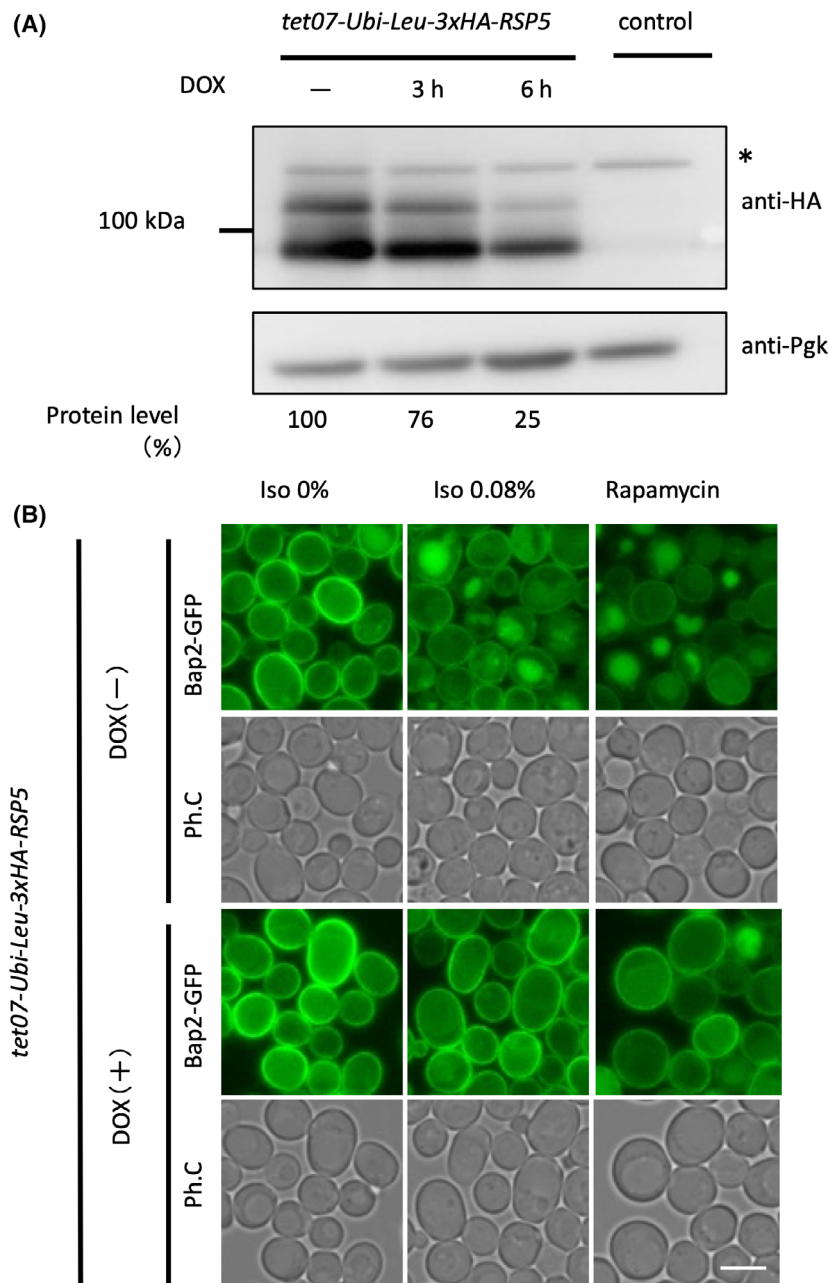 (A)
tet07-Ubi-Leu-3xHA-RSP5 control
DOX — 3 h 6 h
*
100 kDa
anti-HA
anti-Pgk
Protein level 100 76 25
(%)
(B)
Iso 0% Iso 0.08% Rapamycin
tet07-Ubi-Leu-3xHA-RSP5
DOX(—)
Bap2-GFP
Ph.C
DOX(+)
Bap2-GFP
Ph.C